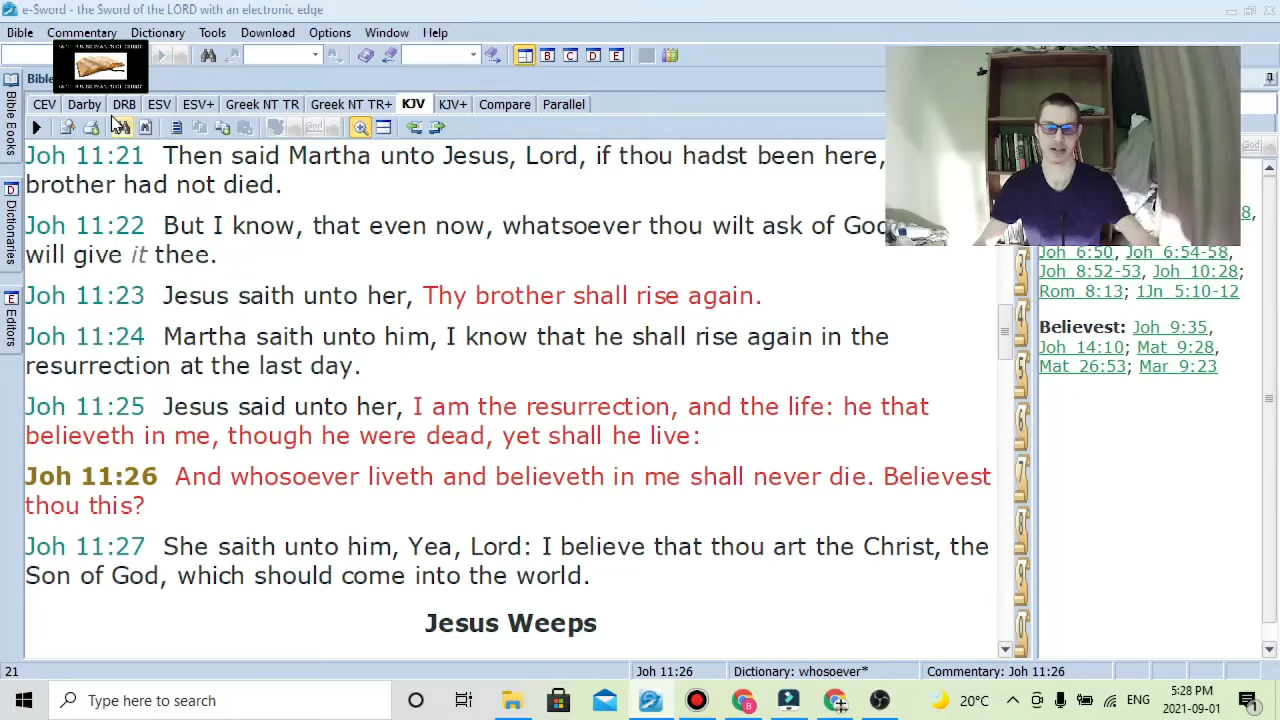 e-Sword - the Sword of the LORD with an electronic edge
Bible Commentary Dictionary Tools Download Options Window Help
B C D E
Bible
CEV Darby DRB ESV ESV+ Greek NT TR Greek NT TR+ KJV KJV+ Compare Parallel
Bible Ebooks
Dictionaries
Editors
Joh 11:21 Then said Martha unto Jesus, Lord, if thou hadst been here,
brother had not died.
Joh 11:22 But I know, that even now, whatsoever thou wilt ask of God
will give it thee.
Joh 11:23 Jesus saith unto her, Thy brother shall rise again.
Joh 11:24 Martha saith unto him, I know that he shall rise again in the
resurrection at the last day.
Joh 11:25 Jesus said unto her, I am the resurrection, and the life: he that
believeth in me, though he were dead, yet shall he live:
Joh 11:26 And whosoever liveth and believeth in me shall never die. Believest
thou this?
Joh 11:27 She saith unto him, Yea, Lord: I believe that thou art the Christ, the
Son of God, which should come into the world.
Jesus Weeps
3
4
5
6
7
8
9
0
8,
Joh 6:50, Joh 6:54-58,
Joh 8:52-53, Joh 10:28;
Rom 8:13; 1Jn 5:10-12
Believest: Joh 9:35,
Joh 14:10; Mat 9:28,
Mat 26:53; Mar 9:23
21
Joh 11:26
Dictionary: whosoever*
Commentary: Joh 11:26
Type here to search
20°C
ENG
5:28 PM
2021-09-01